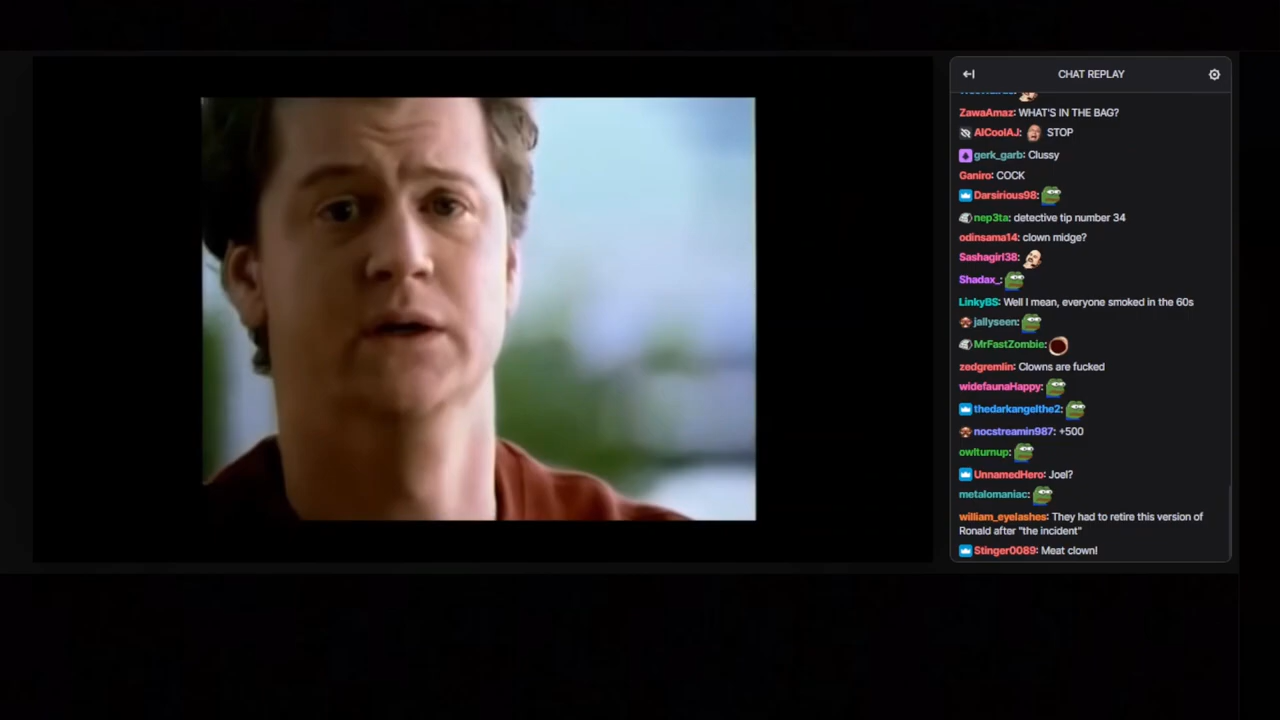 CHAT REPLAY
ZawaAmaz: WHAT'S IN THE BAG?
AlCoolAJ: STOP
gerk_garb: Clussy
Ganiro: COCK
Darsirious98:
nep3ta: detective tip number 34
odinsama14: clown midge?
Sashagirl38:
Shadax_:
LinkyBS: Well I mean, everyone smoked in the 60s
jallyseen:
MrFastZombie:
zedgremlin: Clowns are fucked
widefaunaHappy:
thedarkangelthe2:
nocstreamin987: +500
owlturnup:
UnnamedHero: Joel?
metalomaniac:
william_eyelashes: They had to retire this version of
Ronald after "the incident"
Stinger0089: Meat clown!